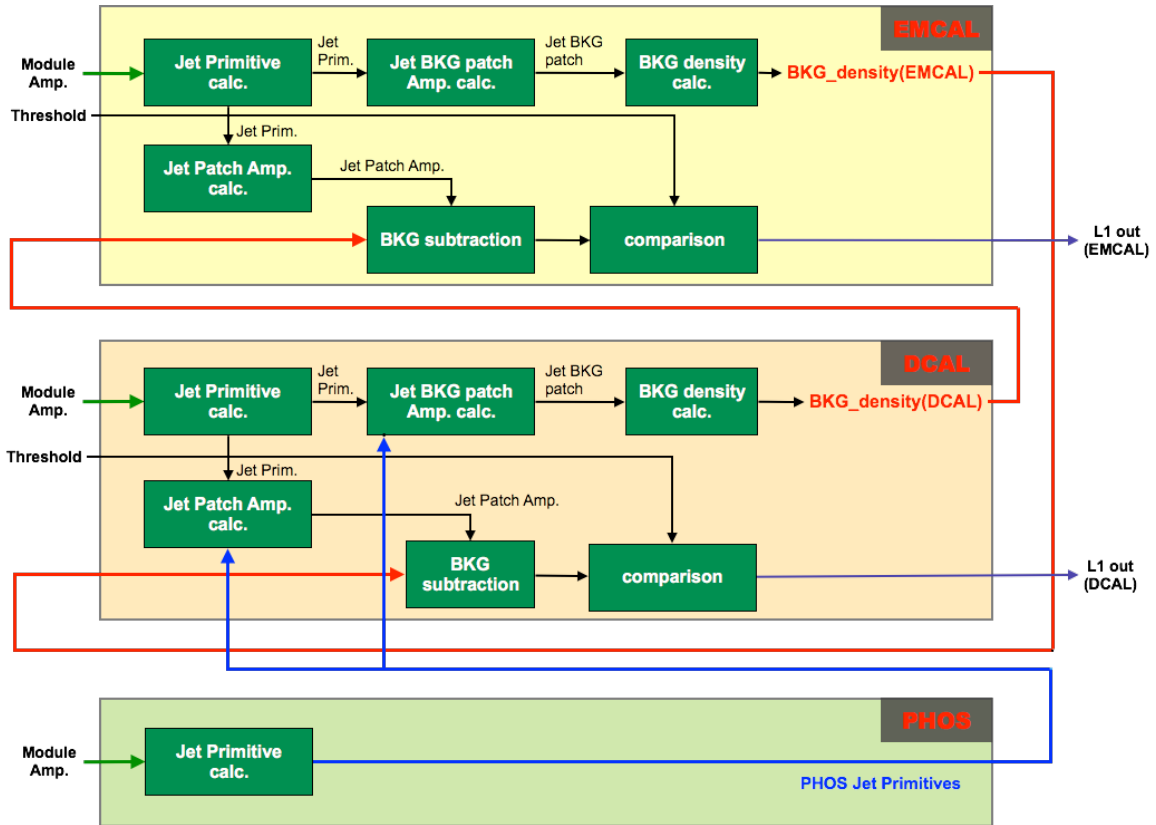 EMCAL
Module
Amp.
Jet Primitive
calc.
Jet
Prim.
Jet BKG patch
Amp. calc.
Jet BKG
patch
BKG density
calc.
BKG_density(EMCAL)
Threshold
Jet Prim.
Jet Patch Amp.
calc.
Jet Patch Amp.
BKG subtraction
comparison
L1 out
(EMCAL)
DCAL
Module
Amp.
Jet Primitive
calc.
Jet
Prim.
Jet BKG patch
Amp. calc.
Jet BKG
patch
BKG density
calc.
BKG_density(DCAL)
Threshold
Jet Prim.
Jet Patch Amp.
calc.
Jet Patch Amp.
BKG
subtraction
comparison
L1 out
(DCAL)
PHOS
Module
Amp.
Jet Primitive
calc.
PHOS Jet Primitives